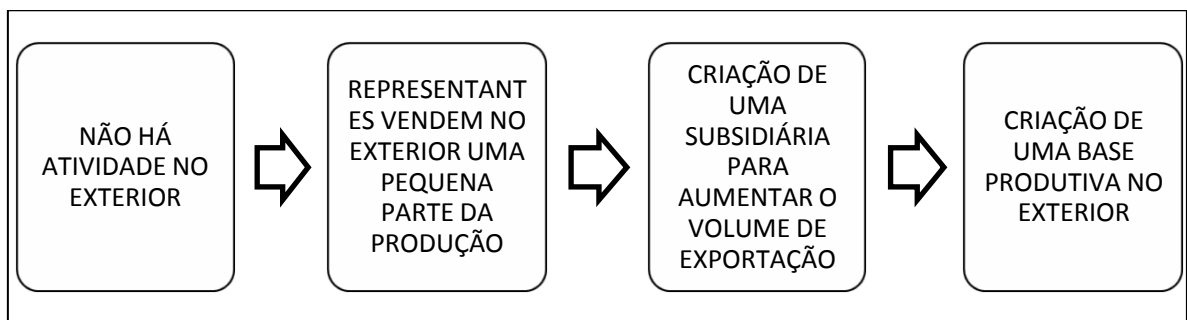 NÃO HÁ
ATIVIDADE NO
EXTERIOR
REPRESENTANT
ES VENDEM NO
EXTERIOR UMA
PEQUENA
PARTE DA
PRODUÇÃO
CRIAÇÃO DE
UMA
SUBSIDIÁRIA
PARA
AUMENTAR O
VOLUME DE
EXPORTAÇÃO
CRIAÇÃO DE
UMA BASE
PRODUTIVA NO
EXTERIOR